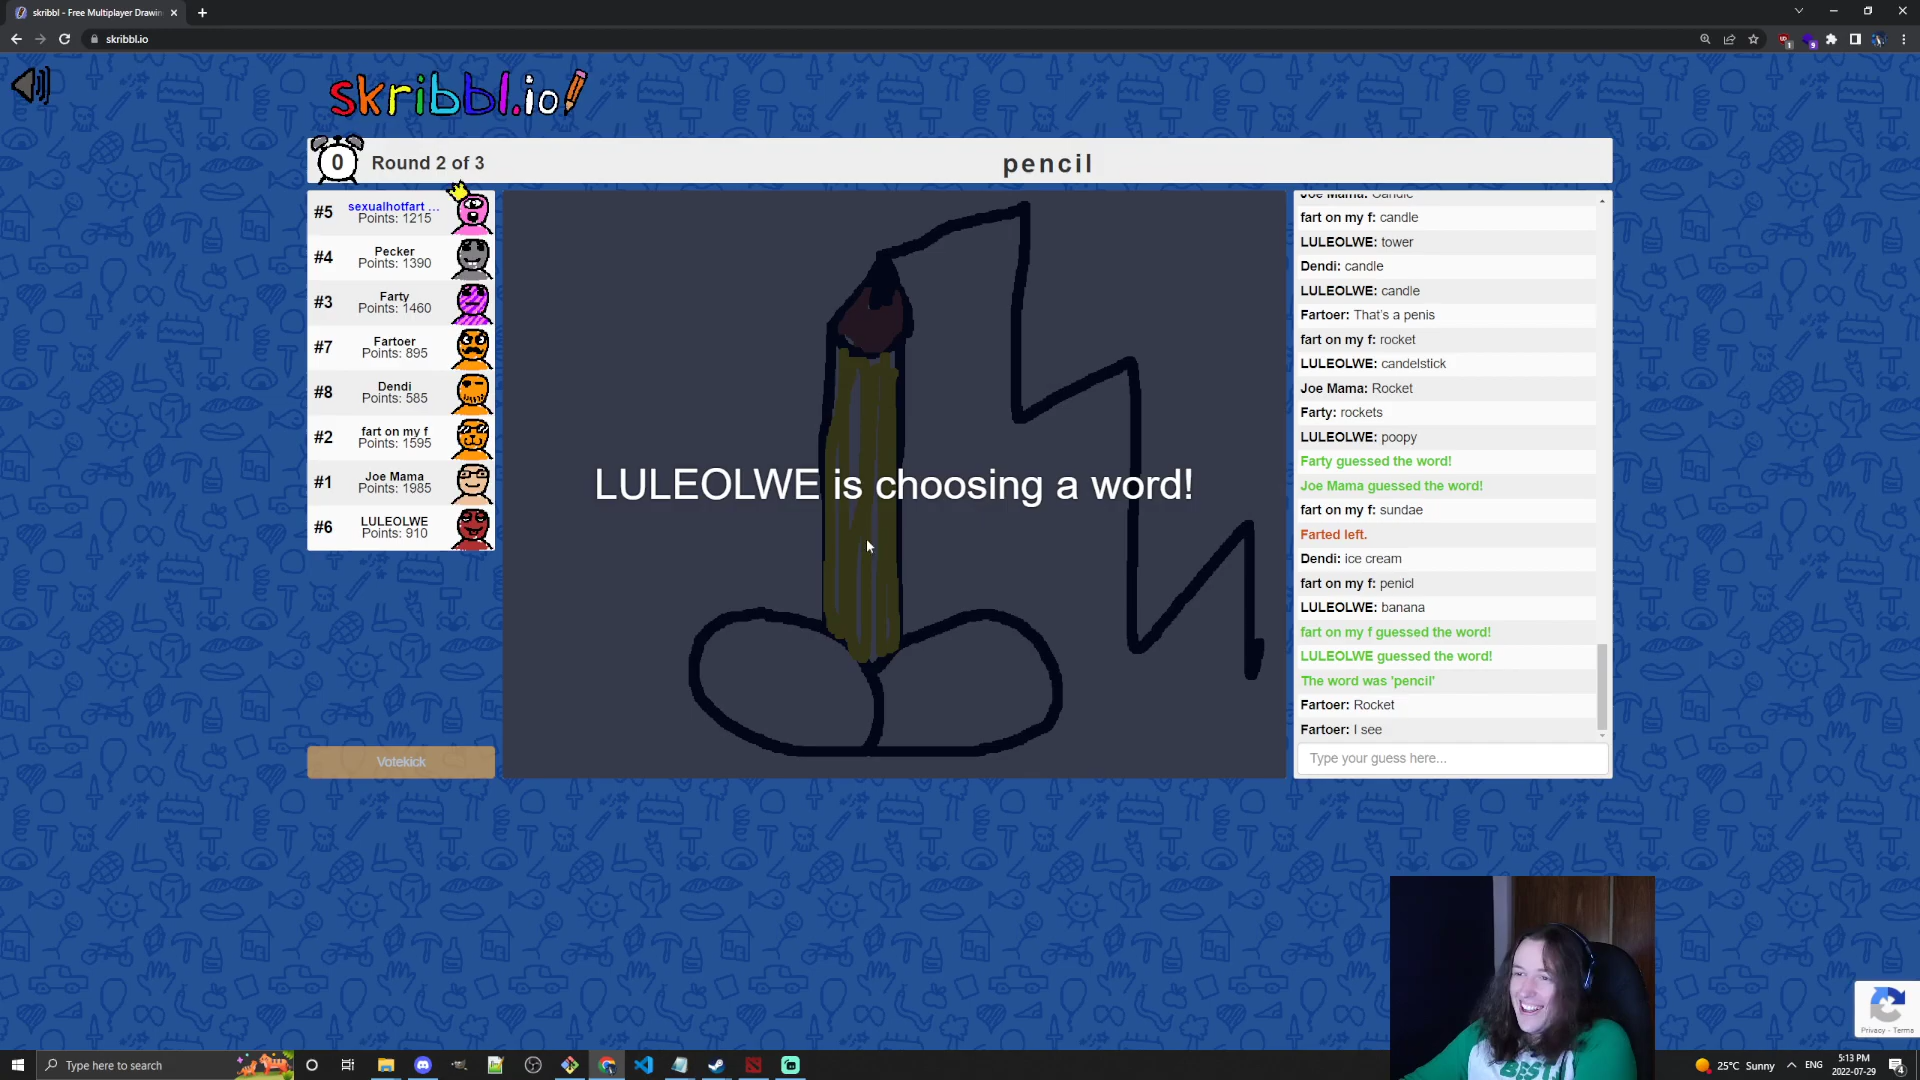 skribbl - Free Multiplayer Drawin
skribbl.io
skribbl.io
0
Round 2 of 3
pencil
#5
sexualhotfart ...
Points: 1215
#4
Pecker
Points: 1390
#3
Farty
Points: 1460
#7
Fartoer
Points: 895
#8
Dendi
Points: 585
#2
fart on my f
Points: 1595
#1
Joe Mama
Points: 1985
#6
LULEOLWE
Points: 910
Votekick
LULEOLWE is choosing a word!
Joe Mama: Candle
fart on my f: candle
LULEOLWE: tower
Dendi: candle
LULEOLWE: candle
Fartoer: That's a penis
fart on my f: rocket
LULEOLWE: candelstick
Joe Mama: Rocket
Farty: rockets
LULEOLWE: poopy
Farty guessed the word!
Joe Mama guessed the word!
fart on my f: sundae
Farted left.
Dendi: ice cream
fart on my f: penicl
LULEOLWE: banana
fart on my f guessed the word!
LULEOLWE guessed the word!
The word was 'pencil'
Fartoer: Rocket
Fartoer: I see
Type your guess here...
BEST
Privacy - Terms
Type here to search
25°C Sunny
ENG
5:13 PM
2022-07-29
4